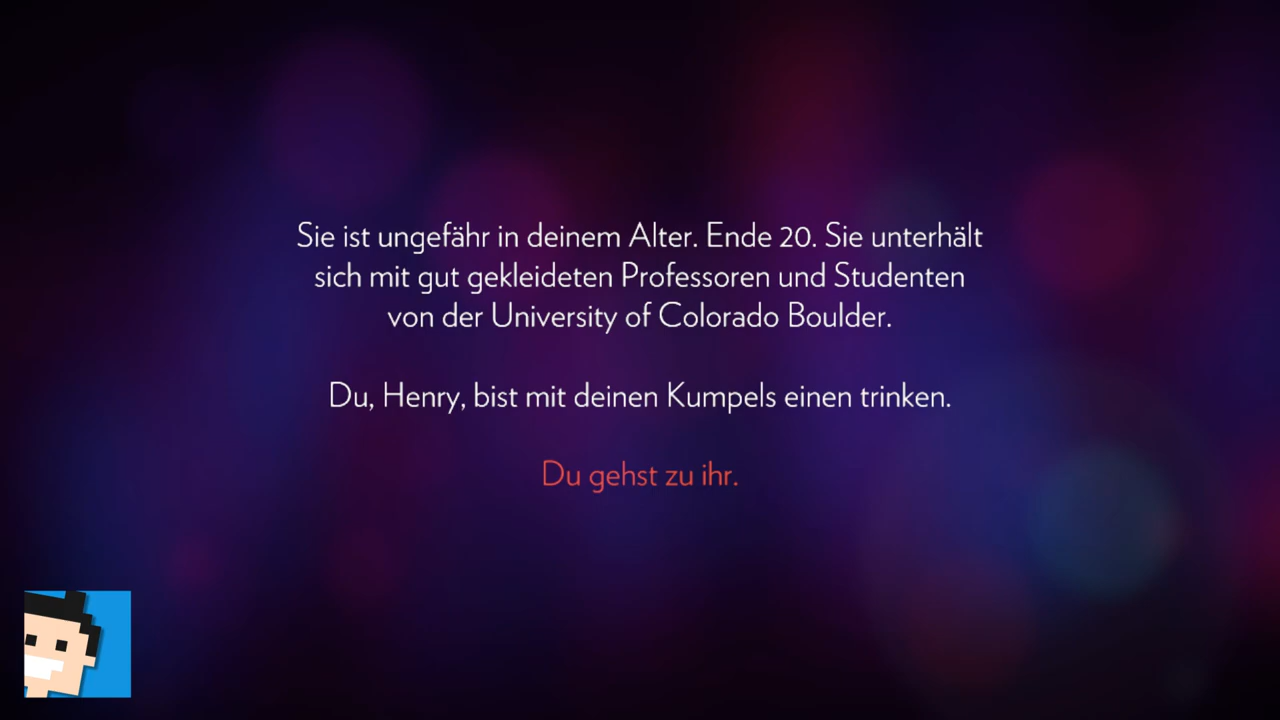 Sie ist ungefähr in deinem Alter. Ende 20. Sie unterhält
sich mit gut gekleideten Professoren und Studenten
von der University of Colorado Boulder.
Du, Henry, bist mit deinen Kumpels einen trinken.
Du gehst zu ihr.